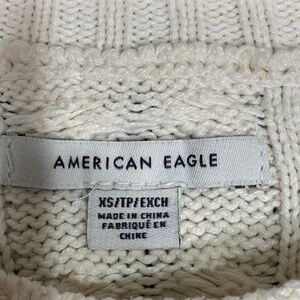 AMERICAN EAGLE
XS/TP/EXCH
MADE IN CHINA
FABRIQUÉ EN
CHINE